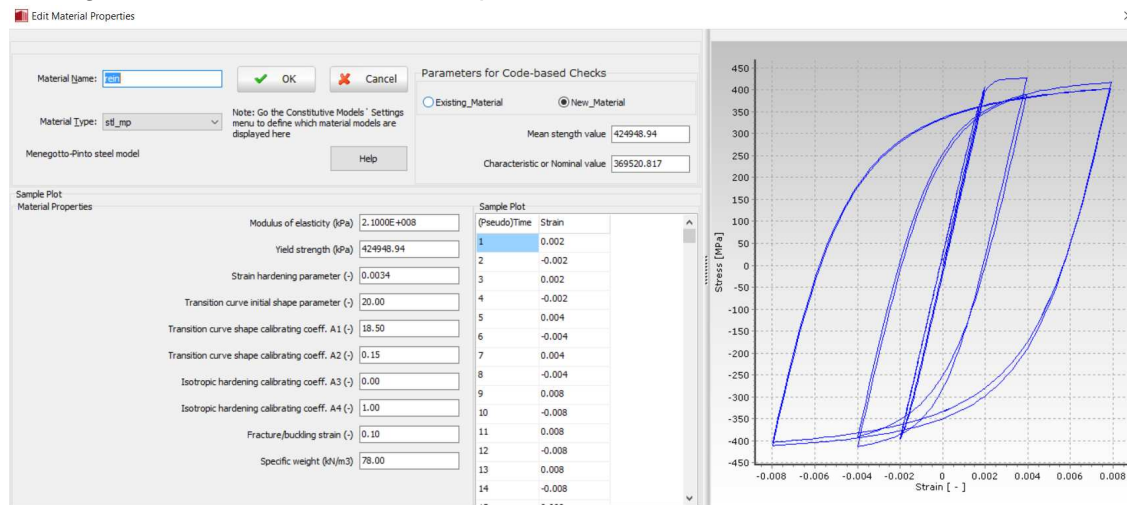 Edit Material Properties
Material Name: rein
OK
Cancel
Material Type: stl_mp
Note: Go the Constitutive Models` Settings
menu to define which material models are
displayed here
Menegotto-Pinto steel model
Help
Parameters for Code-based Checks
Existing_Material New_Material
Mean stength value 424948.94
Characteristic or Nominal value 369520.817
Sample Plot
Material Properties
Modulus of elasticity (kPa) 2.1000E+008
Yield strength (kPa) 424948.94
Strain hardening parameter (-) 0.0034
Transition curve initial shape parameter (-) 20.00
Transition curve shape calibrating coeff. A1 (-) 18.50
Transition curve shape calibrating coeff. A2 (-) 0.15
Isotropic hardening calibrating coeff. A3 (-) 0.00
Isotropic hardening calibrating coeff. A4 (-) 1.00
Fracture/buckling strain (-) 0.10
Specific weight (kN/m3) 78.00
Sample Plot
(Pseudo)Time Strain
1 0.002
2 -0.002
3 0.002
4 -0.002
5 0.004
6 -0.004
7 0.004
8 -0.004
9 0.008
10 -0.008
11 0.008
12 -0.008
13 0.008
14 -0.008
Stress [MPa]
450
400
350
300
250
200
150
100
50
0
-50
-100
-150
-200
-250
-300
-350
-400
-450
-0.008 -0.006 -0.004 -0.002 0 0.002 0.004 0.006 0.008
Strain [ - ]